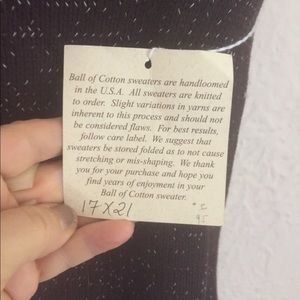 Ball of Cotton sweaters are handloomed
in the U.S.A. All sweaters are knitted
to order. Slight variations in yarns are
inherent to this process and should not
be considered flaws. For best results,
follow care label. We suggest that
sweaters be stored folded as to not cause
stretching or mis-shaping. We thank
you for your purchase and hope you
find years of enjoyment in your
Ball of Cotton sweater.
17 X 21